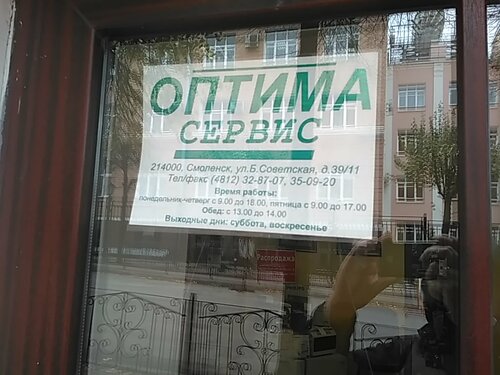 ОПТИМА
СЕРВИС
214000, Смоленск, ул.Б.Советская, д.39/11
Тел/факс (4812) 32-87-07, 35-09-20
Время работы:
понедельник-четверг с 9.00 до 18.00, пятница с 9.00 до 17.00
Обед: с 13.00 до 14.00
Выходные дни: суббота, воскресенье
Распродажа